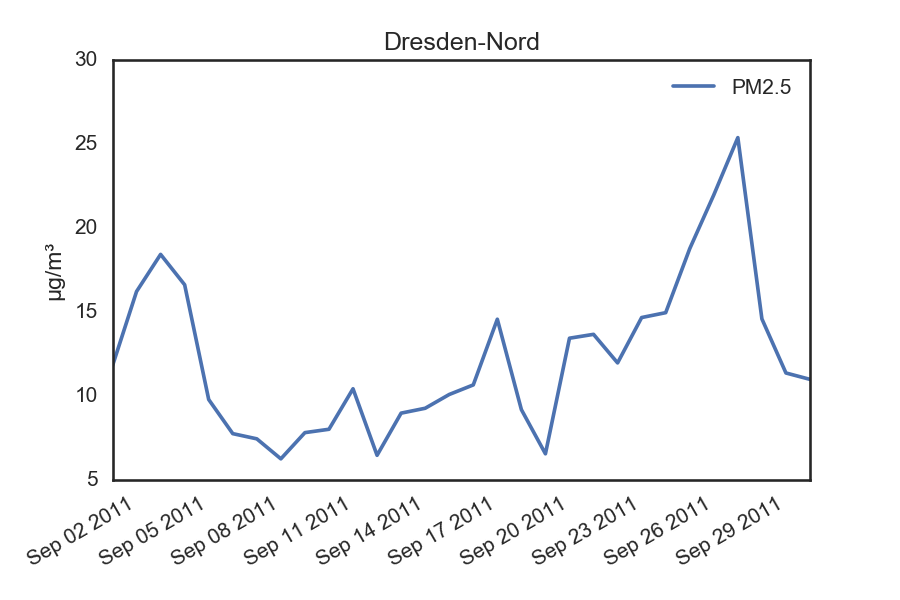 Dresden-Nord
30
25
20
15
10
5
µg/m³
PM2.5
Sep 02 2011
Sep 05 2011
Sep 08 2011
Sep 11 2011
Sep 14 2011
Sep 17 2011
Sep 20 2011
Sep 23 2011
Sep 26 2011
Sep 29 2011